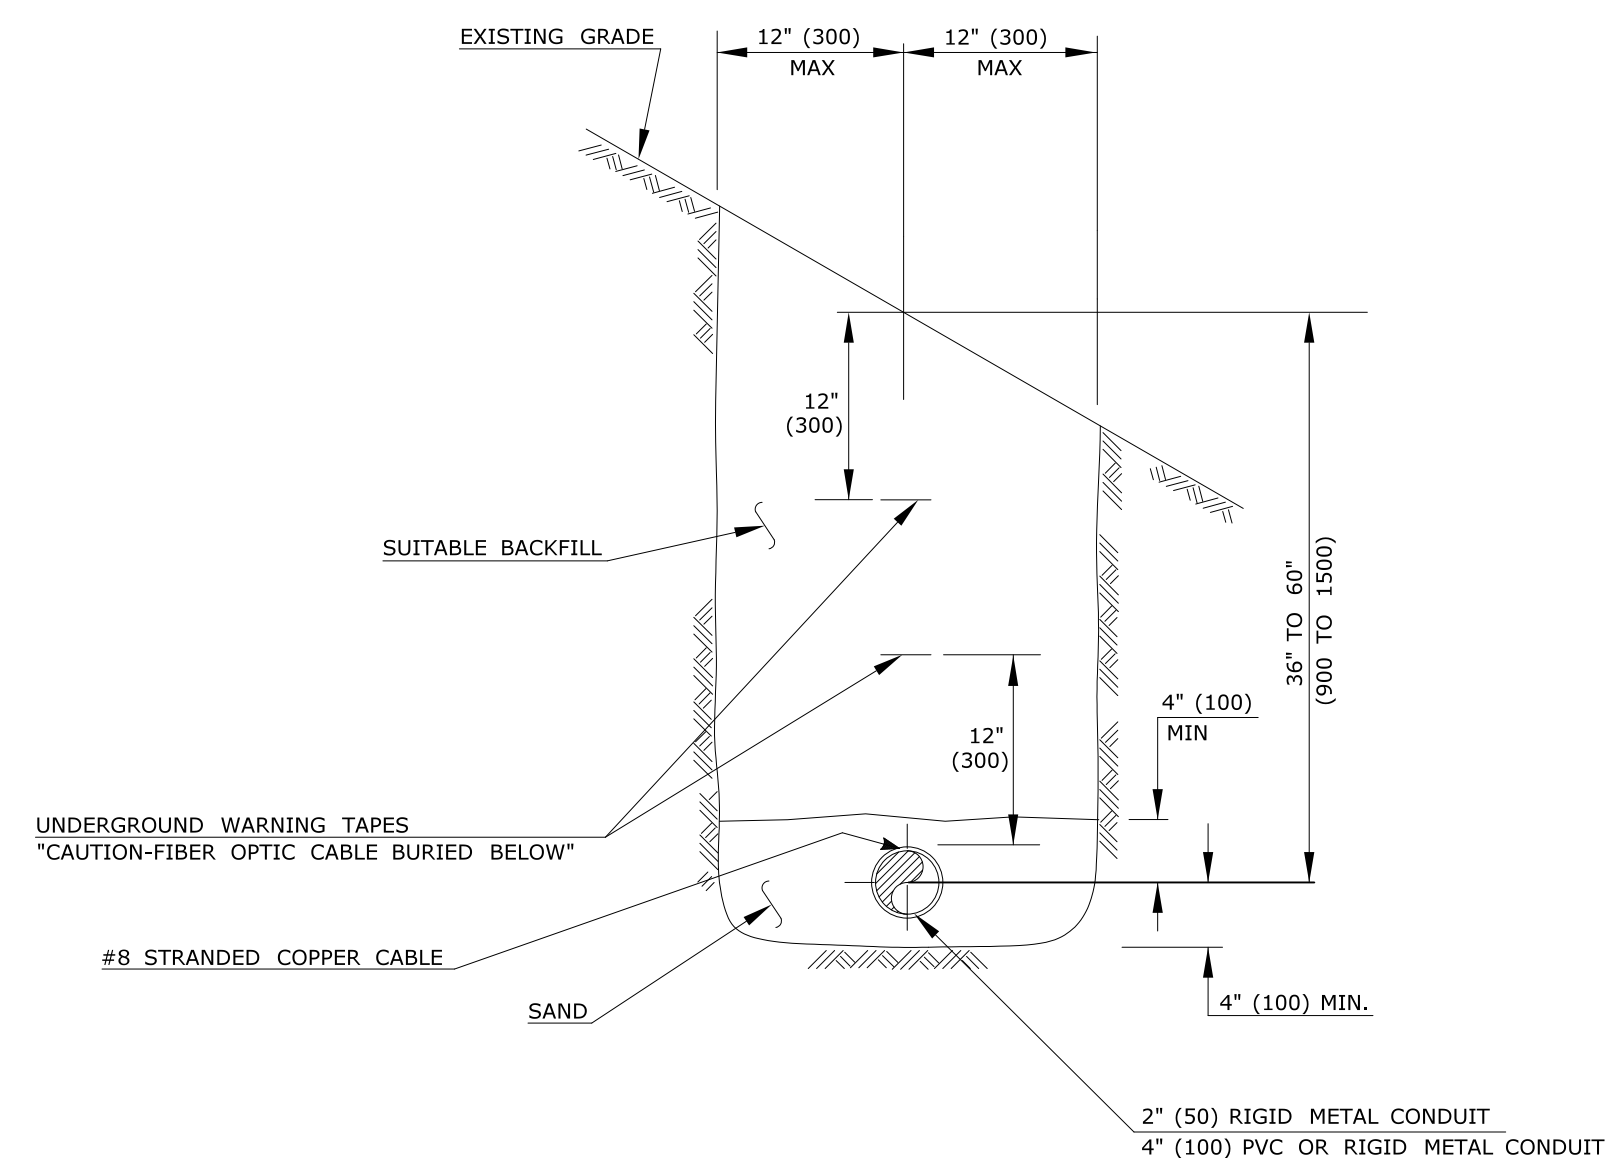 EXISTING GRADE
12" (300)
MAX
12" (300)
MAX
12"
(300)
SUITABLE BACKFILL
36" TO 60"
(900 TO 1500)
4" (100)
MIN
12"
(300)
UNDERGROUND WARNING TAPES
"CAUTION-FIBER OPTIC CABLE BURIED BELOW"
#8 STRANDED COPPER CABLE
SAND
4" (100) MIN.
2" (50) RIGID METAL CONDUIT
4" (100) PVC OR RIGID METAL CONDUIT